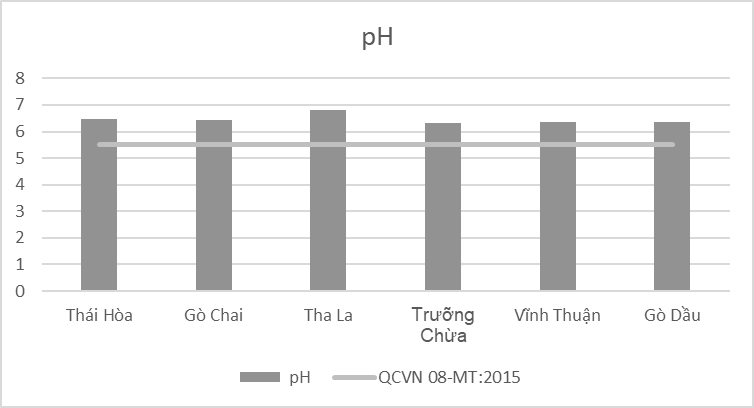 pH
8
7
6
5
4
3
2
1
0
Thái Hòa
Gò Chai
Tha La
Trưỡng
Chừa
Vĩnh Thuận
Gò Dầu
pH
QCVN 08-MT:2015